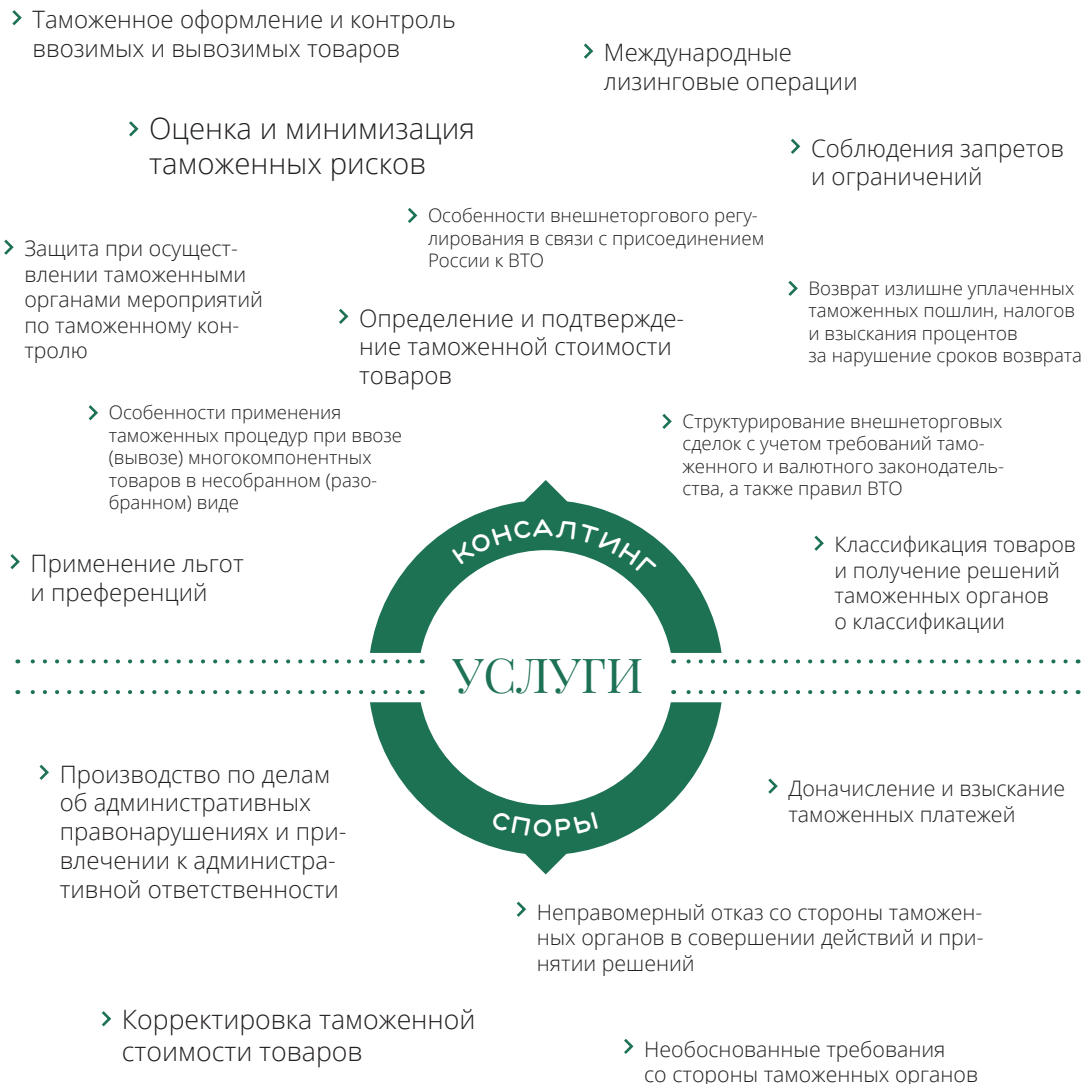 Таможенное оформление и контроль
ввозимых и вывозимых товаров
Международные
лизинговые операции
Оценка и минимизация
таможенных рисков
Соблюдения запретов
и ограничений
Особенности внешнеторгового регу-
лирования в связи с присоединением
России к ВТО
Защита при осущест-
влении таможенными
органами мероприятий
по таможенному кон-
тролю
Возврат излишне уплаченных
таможенных пошлин, налогов
и взыскания процентов
за нарушение сроков возврата
Определение и подтвержде-
ние таможенной стоимости
товаров
Особенности применения
таможенных процедур при ввозе
(вывозе) многокомпонентных
товаров в несобранном (разо-
бранном) виде
Структурирование внешнеторговых
сделок с учетом требований тамо-
женного и валютного законодатель-
ства, а также правил ВТО
КОНСАЛТИНГ
Применение льгот
и преференций
Классификация товаров
и получение решений
таможенных органов
о классификации
УСЛУГИ
Производство по делам
об административных
правонарушениях и при-
влечении к администра-
тивной ответственности
Доначисление и взыскание
таможенных платежей
СПОРЫ
Неправомерный отказ со стороны таможен-
ных органов в совершении действий и при-
нятии решений
Корректировка таможенной
стоимости товаров
Необоснованные требования
со стороны таможенных органов